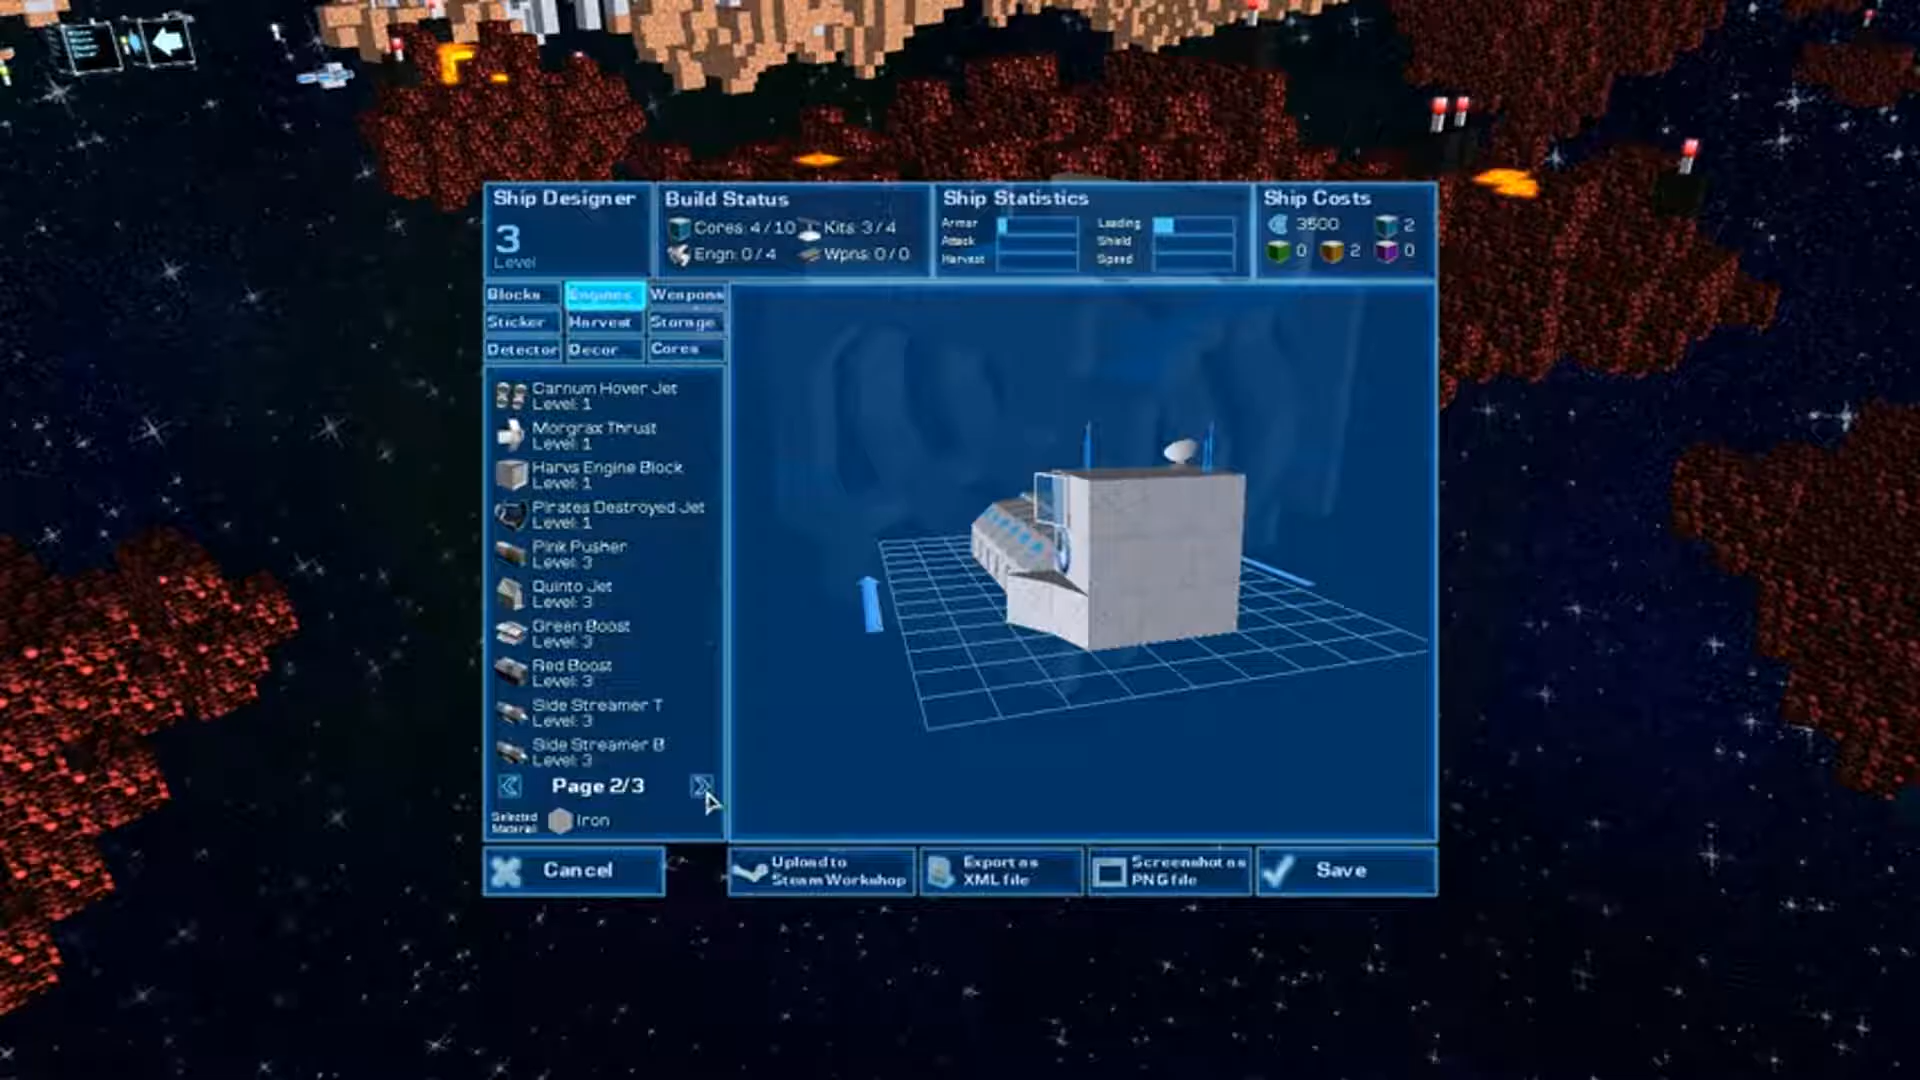 Ship Designer
3
Level
Build Status
Cores: 4/10 Kits: 3/4
Engn: 0/4 Wpns: 0/0
Ship Statistics
Armor
Attack
Harvest
Loading
Shield
Speed
Ship Costs
3500 2
0 2 0
Blocks Engines Weapons
Sticker Harvest Storage
Detector Decor Cores
Carnum Hover Jet
Level: 1
Morgrax Thrust
Level: 1
Harvs Engine Block
Level: 1
Pirates Destroyed Jet
Level: 1
Pink Pusher
Level: 3
Quinto Jet
Level: 3
Green Boost
Level: 3
Red Boost
Level: 3
Side Streamer T
Level: 3
Side Streamer B
Level: 3
Page 2/3
Selected
Material:
Iron
Cancel
Upload to
Steam Workshop
Export as
XML file
Screenshot as
PNG file
Save